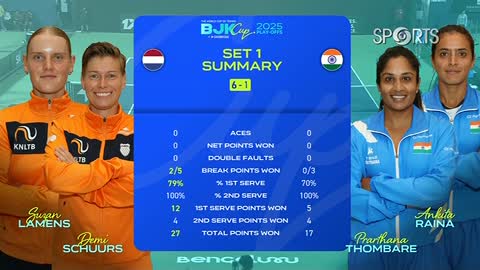 THE WORLD CUP OF TENNIS
BJK Cup
2025
PLAY-OFFS
SPORTS
SET 1
SUMMARY
6 - 1
0 ACES 0
0 NET POINTS WON 0
0 DOUBLE FAULTS 0
2/5 BREAK POINTS WON 0/3
79% % 1ST SERVE 70%
100% % 2ND SERVE 100%
12 1ST SERVE POINTS WON 5
4 2ND SERVE POINTS WON 4
27 TOTAL POINTS WON 17
KNLTB
Suzan
LAMENS
Demi
SCHUURS
Ankita
RAINA
Prarthana
THOMBARE
BENGALURU